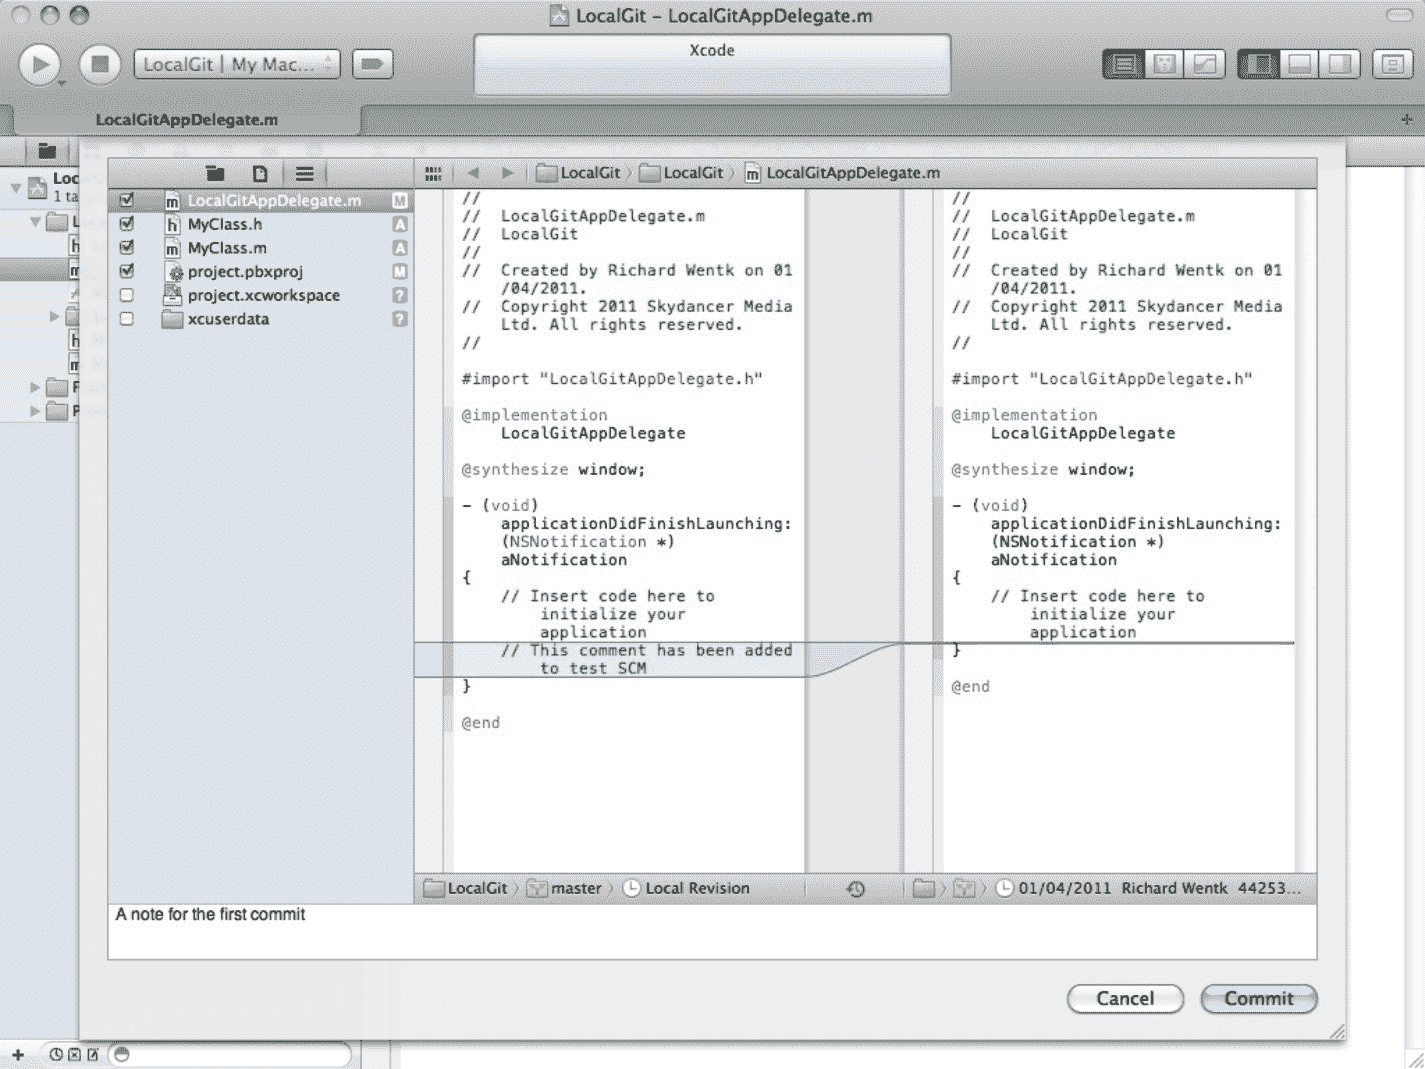 LocalGit – LocalGitAppDelegate.m
LocalGit | My Mac...
Xcode
LocalGitAppDelegate.m
+
Loc
1 ta
L
h
m
h
m
P
P
LocalGitAppDelegate.m M
MyClass.h A
MyClass.m A
project.pbxproj M
project.xcworkspace ?
xcuserdata ?
LocalGit 〉 LocalGit 〉 m LocalGitAppDelegate.m
//
// LocalGitAppDelegate.m
// LocalGit
//
// Created by Richard Wentk on 01
/04/2011.
// Copyright 2011 Skydancer Media
Ltd. All rights reserved.
//
#import "LocalGitAppDelegate.h"
@implementation
LocalGitAppDelegate
@synthesize window;
– (void)
applicationDidFinishLaunching:
(NSNotification *)
aNotification
{
// Insert code here to
initialize your
application
// This comment has been added
to test SCM
}
@end
//
// LocalGitAppDelegate.m
// LocalGit
//
// Created by Richard Wentk on 01
/04/2011.
// Copyright 2011 Skydancer Media
Ltd. All rights reserved.
//
#import "LocalGitAppDelegate.h"
@implementation
LocalGitAppDelegate
@synthesize window;
– (void)
applicationDidFinishLaunching:
(NSNotification *)
aNotification
{
// Insert code here to
initialize your
application
}
@end
LocalGit 〉 master 〉 Local Revision
01/04/2011 Richard Wentk 44253...
A note for the first commit
Cancel
Commit
+